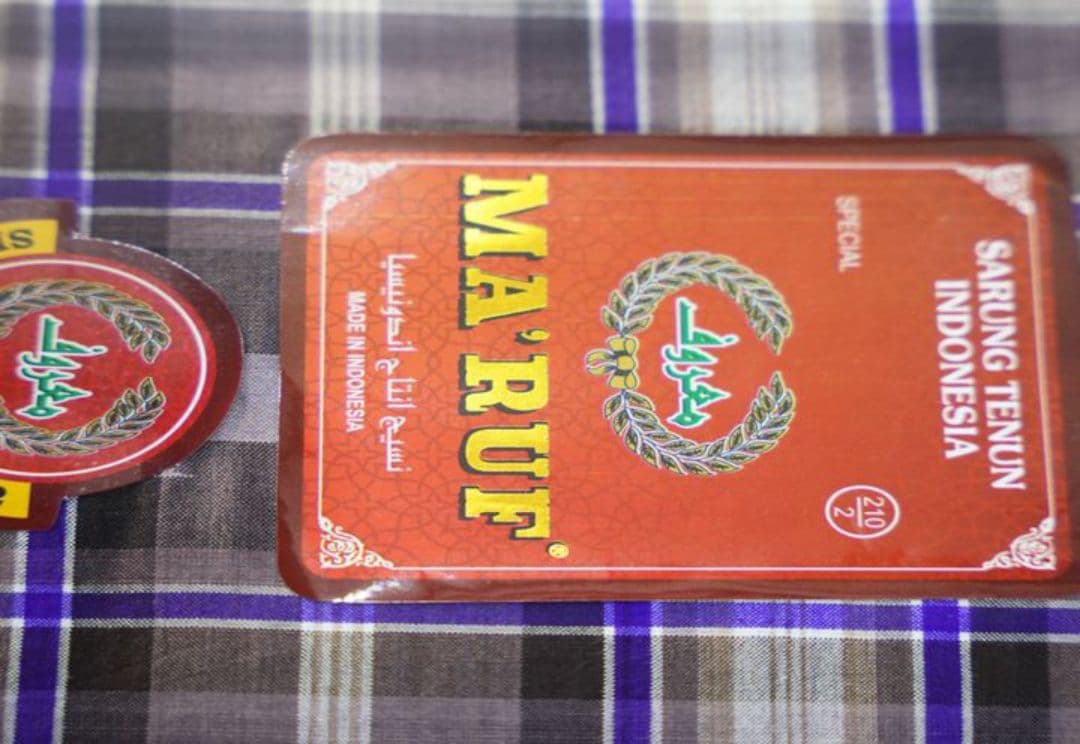 SARUNG TENUN
INDONESIA
SPECIAL
210
2
معروف
MA'RUF®
نسيج انتاج اندونيسيا
MADE IN INDONESIA
معروف